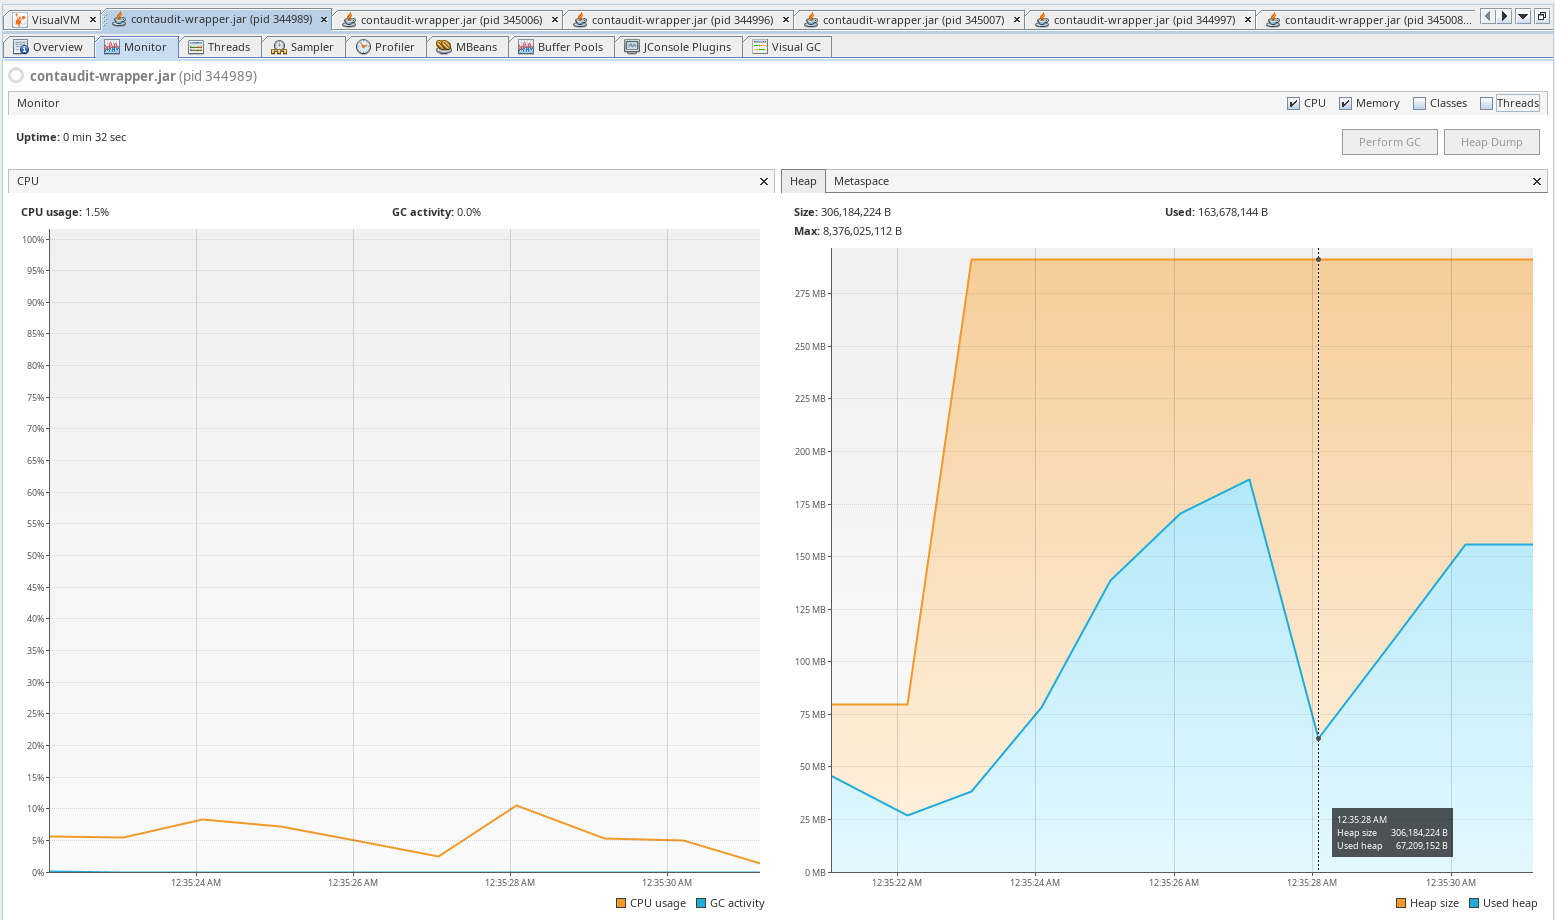 VisualVM contaudit-wrapper.jar (pid 344989) contaudit-wrapper.jar (pid 345006) contaudit-wrapper.jar (pid 344996) contaudit-wrapper.jar (pid 345007) contaudit-wrapper.jar (pid 344997) contaudit-wrapper.jar (pid 345008...
Overview Monitor Threads Sampler Profiler MBeans Buffer Pools JConsole Plugins Visual GC
contaudit-wrapper.jar (pid 344989)
Monitor CPU Memory Classes Threads
Uptime: 0 min 32 sec
Perform GC Heap Dump
CPU
CPU usage: 1.5% GC activity: 0.0%
100%
95%
90%
85%
80%
75%
70%
65%
60%
55%
50%
45%
40%
35%
30%
25%
20%
15%
10%
5%
0%
12:35:24 AM 12:35:26 AM 12:35:28 AM 12:35:30 AM
CPU usage GC activity
Heap Metaspace
Size: 306,184,224 B Used: 163,678,144 B
Max: 8,376,025,112 B
275 MB
250 MB
225 MB
200 MB
175 MB
150 MB
125 MB
100 MB
75 MB
50 MB
25 MB
0 MB
12:35:28 AM
Heap size 306,184,224 B
Used heap 67,209,152 B
12:35:22 AM 12:35:24 AM 12:35:26 AM 12:35:28 AM 12:35:30 AM
Heap size Used heap